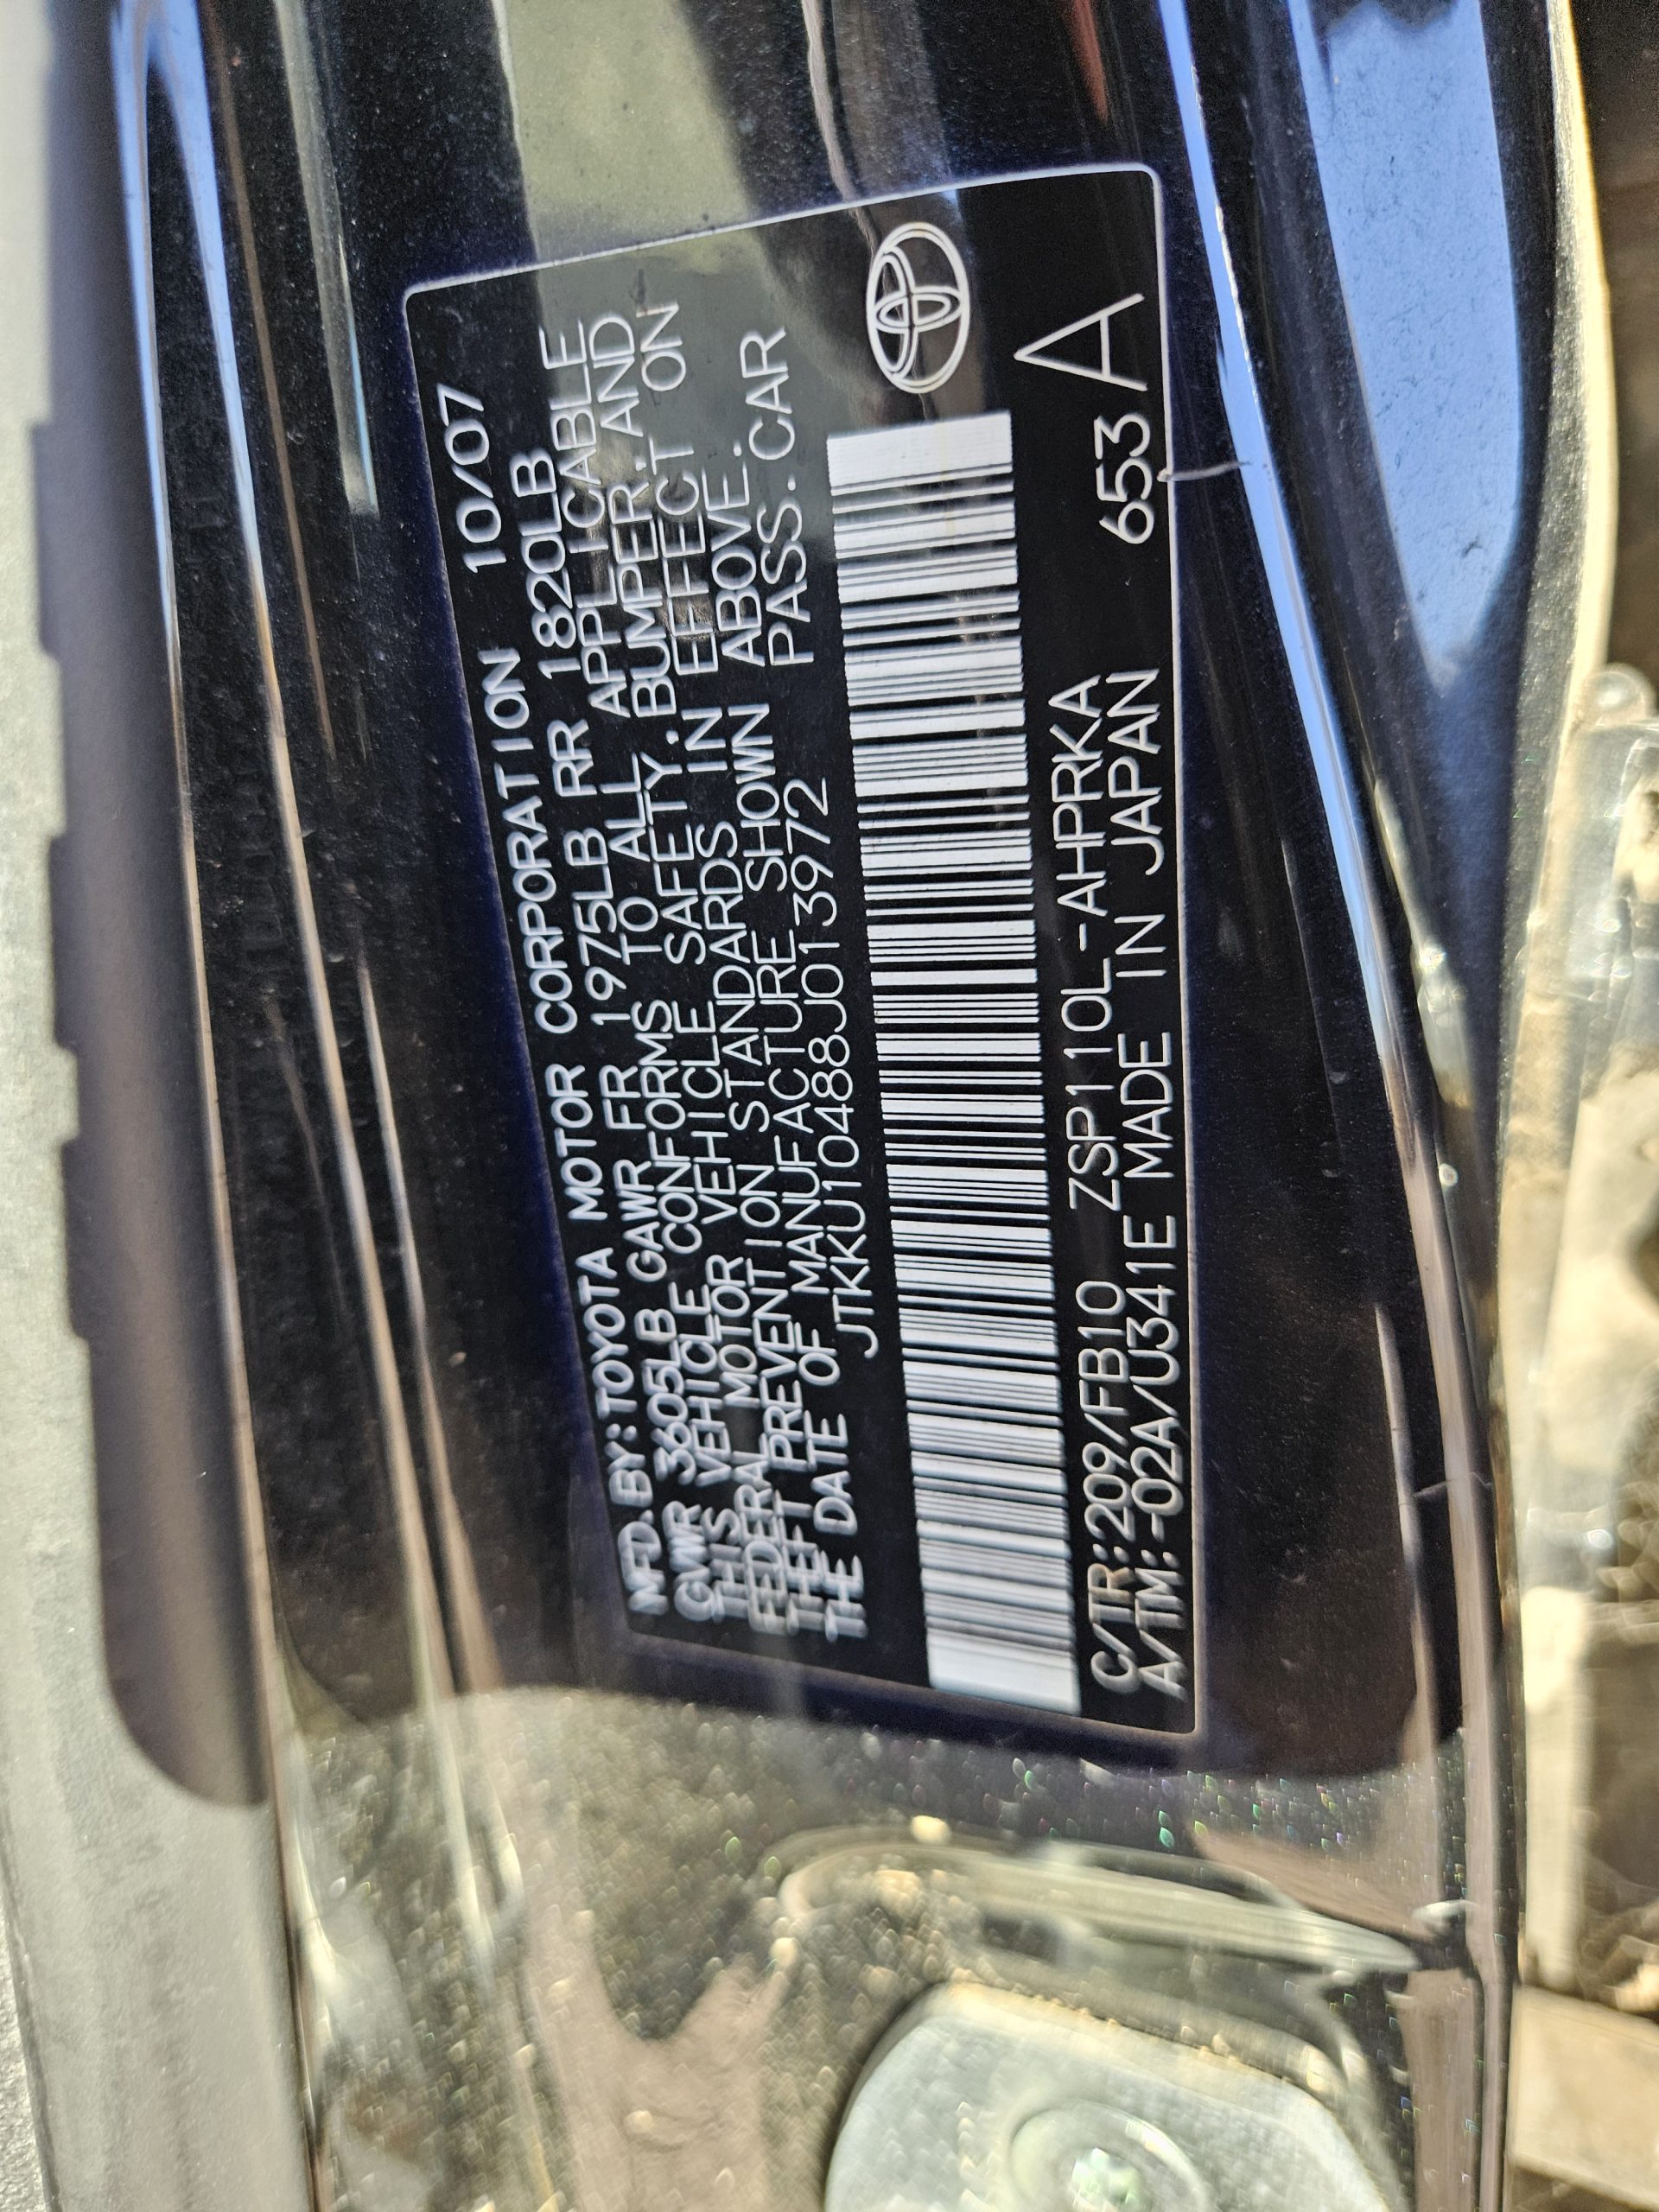 MFD.BY:TOYOTA MOTOR CORPORATION 10/07
GVWR 3605LB GAWR FR 1975LB RR 1820LB
THIS VEHICLE CONFORMS TO ALL APPLICABLE
FEDERAL MOTOR VEHICLE SAFETY.BUMPER.AND
THEFT PREVENTION STANDARDS IN EFFECT ON
THE DATE OF MANUFACTURE SHOWN ABOVE.
JTKKU10488J013972 PASS.CAR
C/TR:209/FB10 ZSP110L-AHPRKA 653 A
A/TM:-02A/U341E MADE IN JAPAN